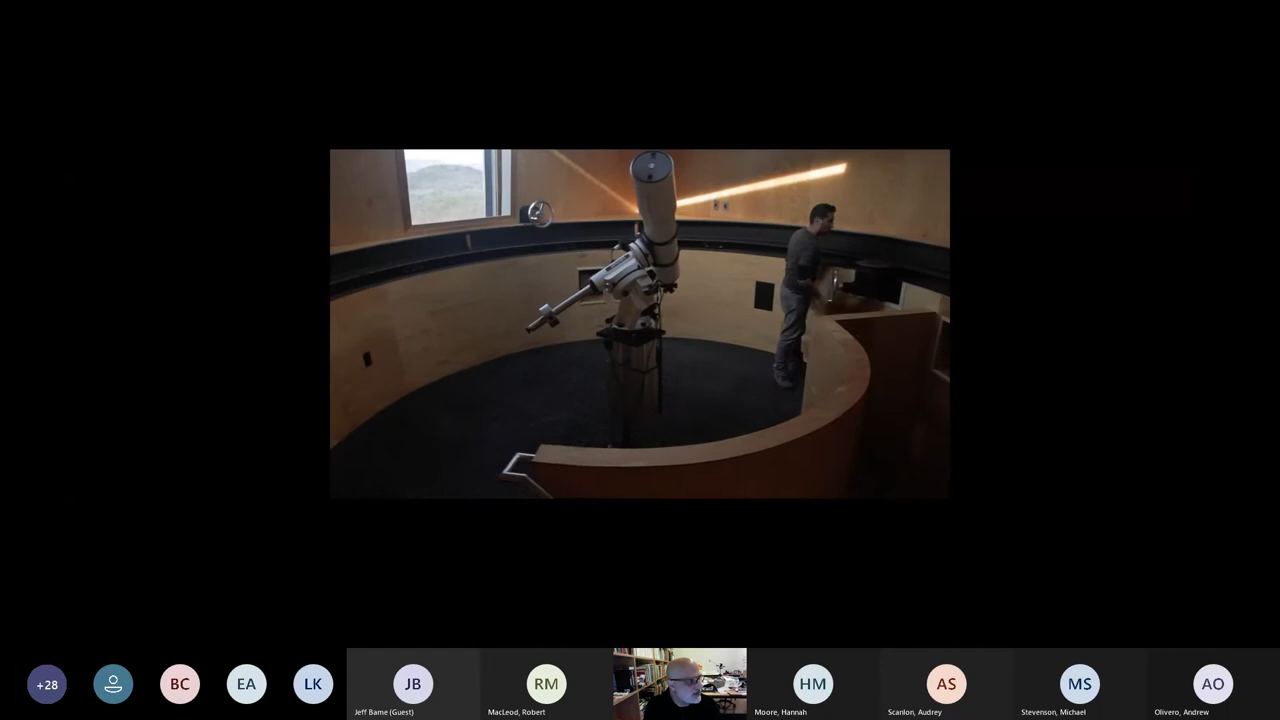 +28
BC
EA
LK
JB
RM
HM
AS
MS
AO
Jeff Bame (Guest)
MacLeod, Robert
Moore, Hannah
Scanlon, Audrey
Stevenson, Michael
Olivero, Andrew